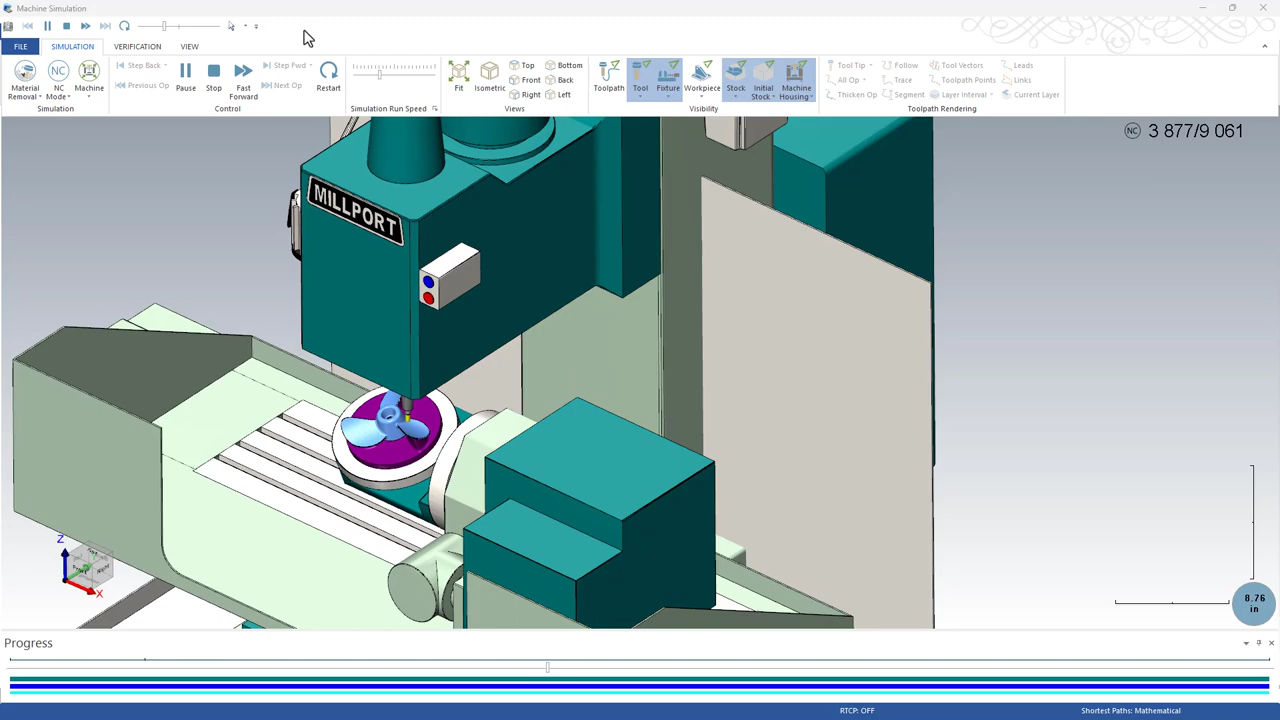 Machine Simulation
FILE SIMULATION VERIFICATION VIEW
Material Removal
NC Mode
Machine
Simulation
Step Back
Previous Op
Pause
Stop
Fast Forward
Step Fwd
Next Op
Restart
Control
Simulation Run Speed
Fit
Isometric
Top
Front
Right
Bottom
Back
Left
Views
Toolpath
Tool
Fixture
Workpiece
Stock
Initial Stock
Machine Housing
Visibility
Tool Tip
All Op
Thicken Op
Follow
Trace
Segment
Tool Vectors
Toolpath Points
Layer Interval
Leads
Links
Current Layer
Toolpath Rendering
NC 3 877/9 061
MILLPORT
Z
X
8.76
in
Progress
RTCP: OFF
Shortest Paths: Mathematical